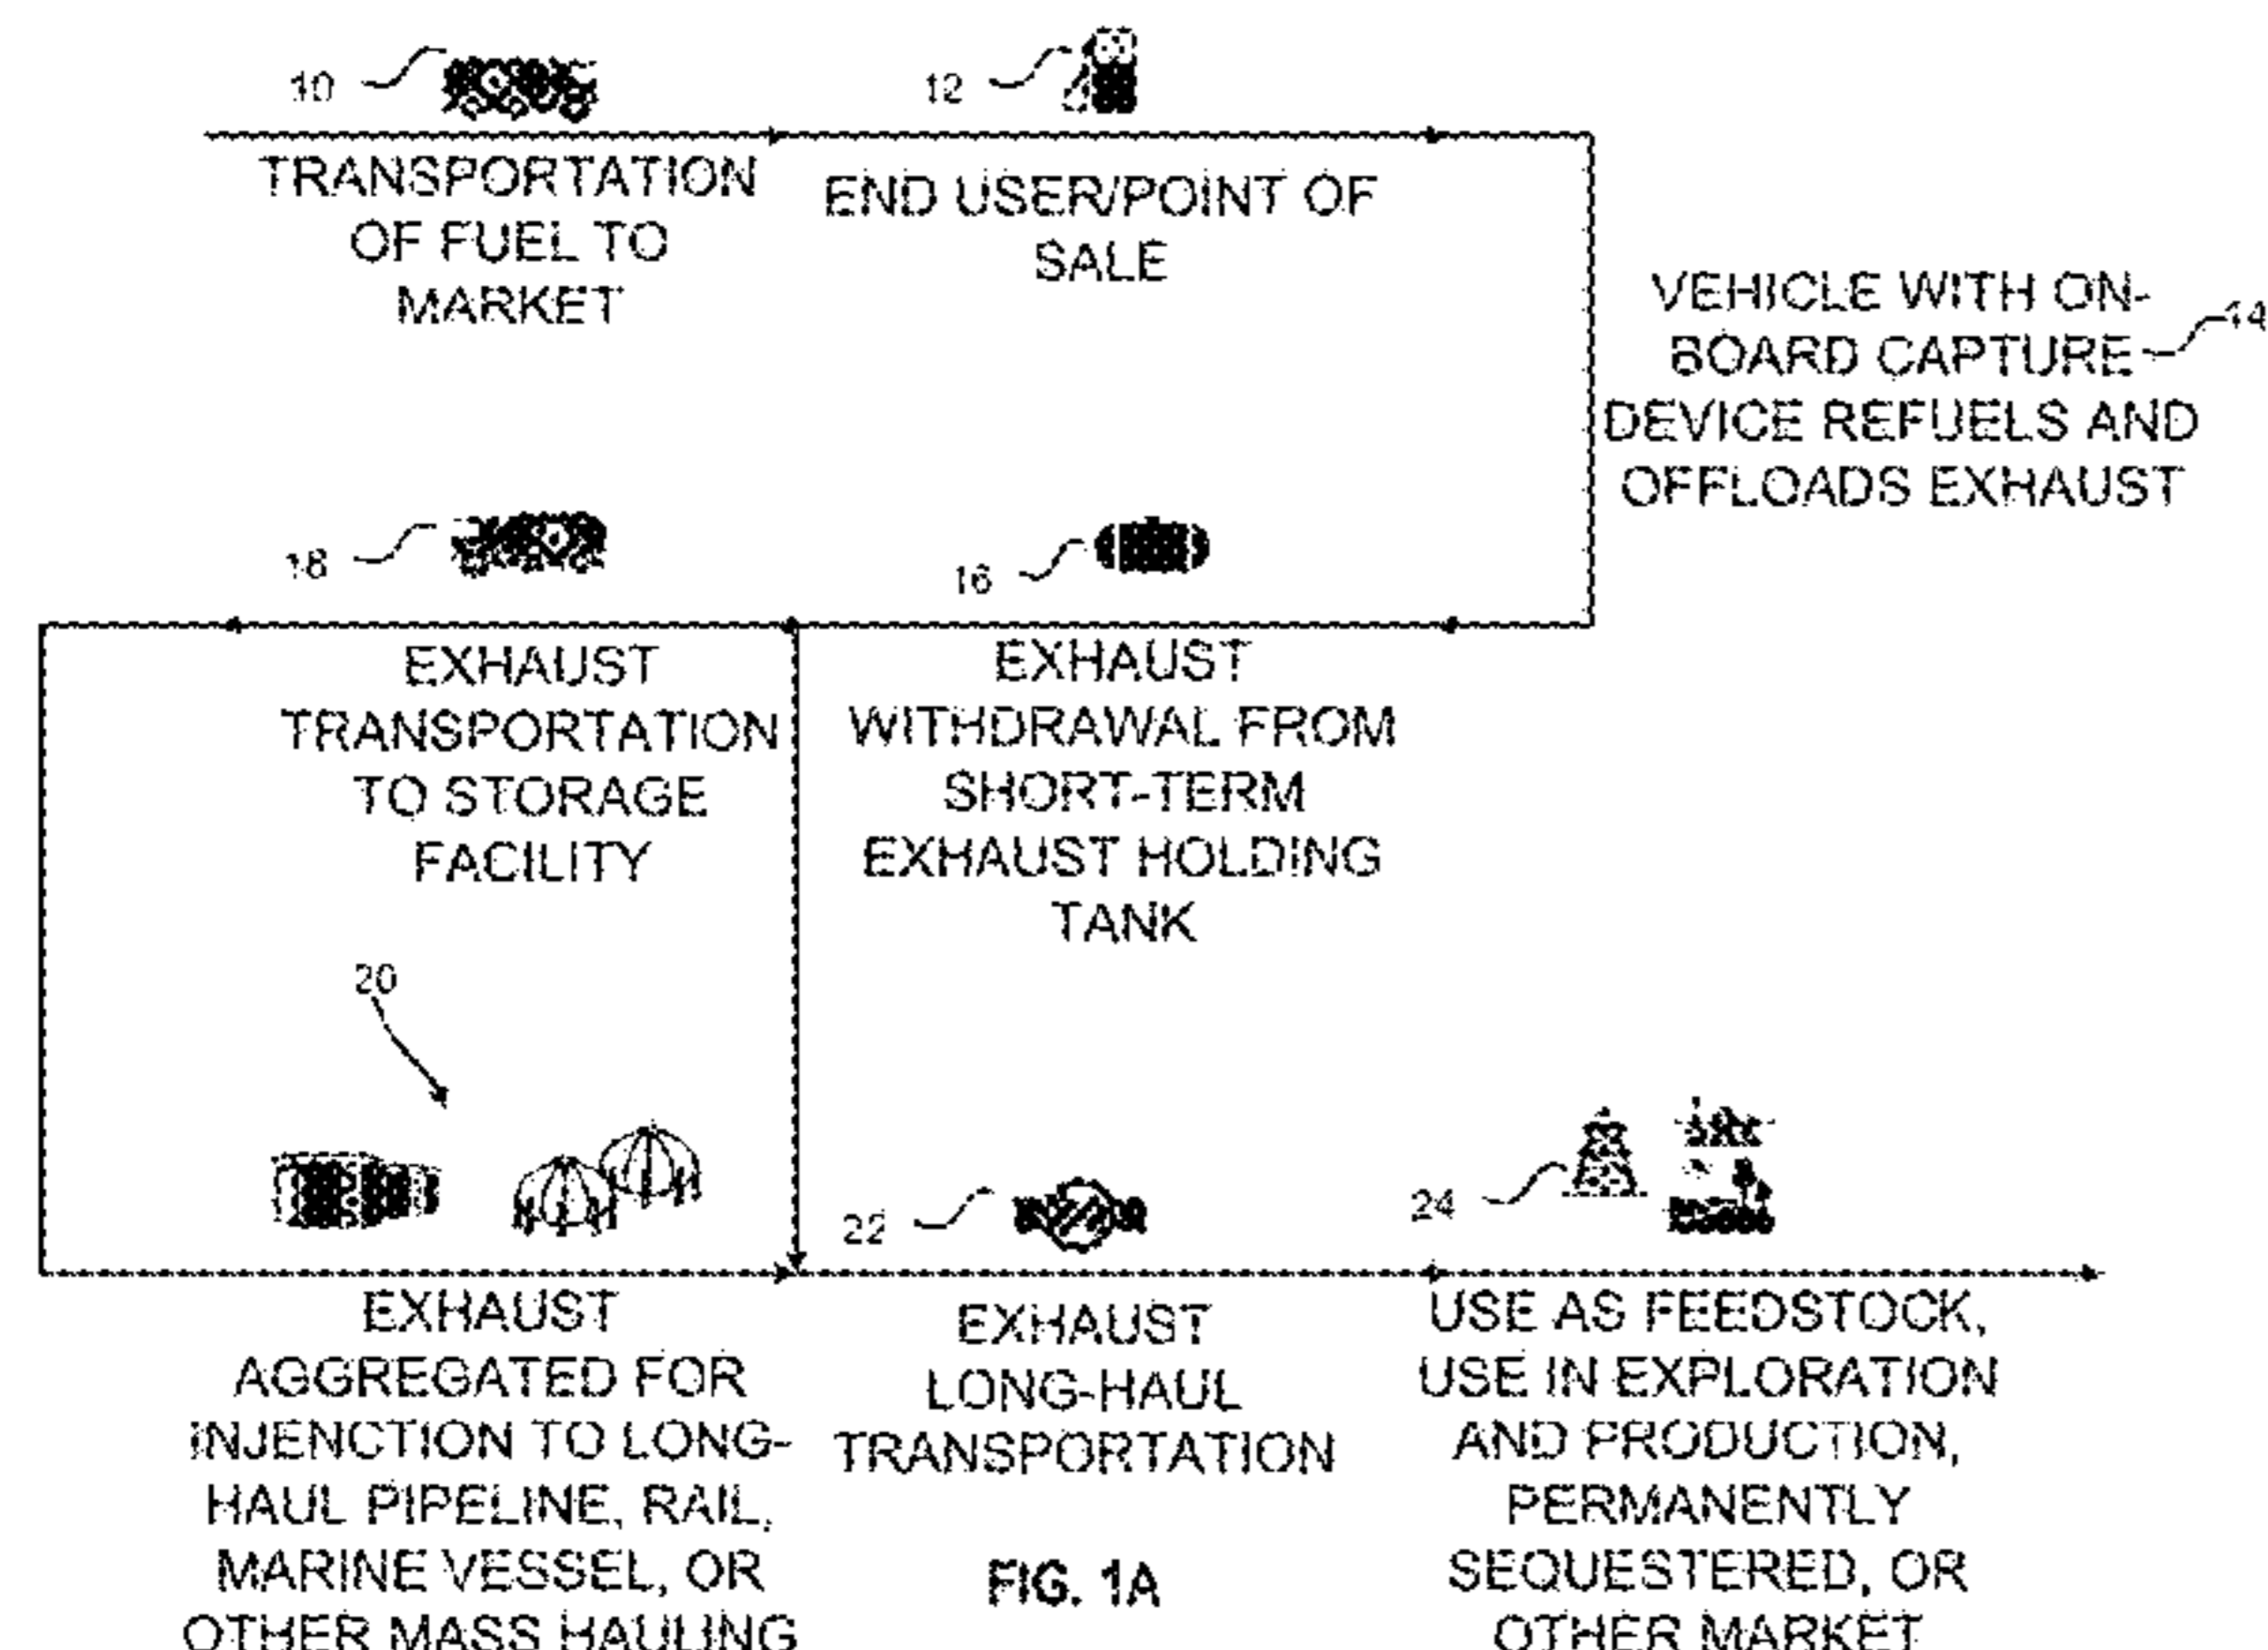 10
TRANSPORTATION
OF FUEL TO
MARKET
12
END USER/POINT OF
SALE
VEHICLE WITH ON-
BOARD CAPTURE
DEVICE REFUELS AND
OFFLOADS EXHAUST
14
18
EXHAUST
TRANSPORTATION
TO STORAGE
FACILITY
16
EXHAUST
WITHDRAWAL FROM
SHORT-TERM
EXHAUST HOLDING
TANK
20
EXHAUST
AGGREGATED FOR
INJENCTION TO LONG-
HAUL PIPELINE, RAIL,
MARINE VESSEL, OR
OTHER MASS HAULING
22
EXHAUST
LONG-HAUL
TRANSPORTATION
24
USE AS FEEDSTOCK,
USE IN EXPLORATION
AND PRODUCTION,
PERMANENTLY
SEQUESTERED, OR
OTHER MARKET
FIG. 1A